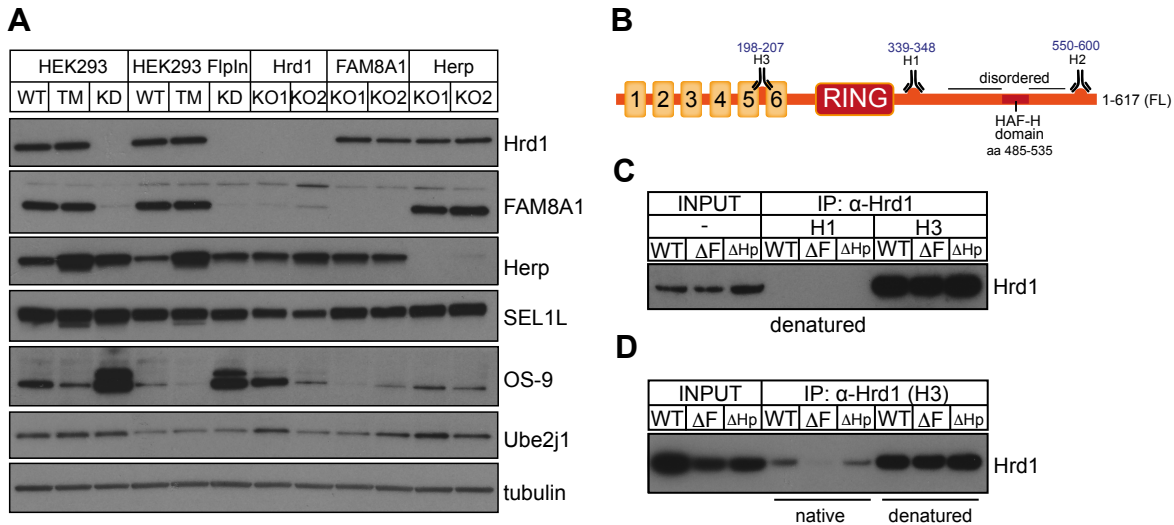 A
HEK293 HEK293 FlpIn Hrd1 FAM8A1 Herp
WT TM KD WT TM KD KO1 KO2 KO1 KO2 KO1 KO2
Hrd1
FAM8A1
Herp
SEL1L
OS-9
Ube2j1
tubulin
B
198-207 339-348 550-600
H3 H1 H2
disordered
1 2 3 4 5 6 RING 1-617 (FL)
HAF-H
domain
aa 485-535
C
INPUT IP: α-Hrd1
- H1 H3
WT ΔF ΔHp WT ΔF ΔHp WT ΔF ΔHp
Hrd1
denatured
D
INPUT IP: α-Hrd1 (H3)
WT ΔF ΔHp WT ΔF ΔHp WT ΔF ΔHp
Hrd1
native denatured